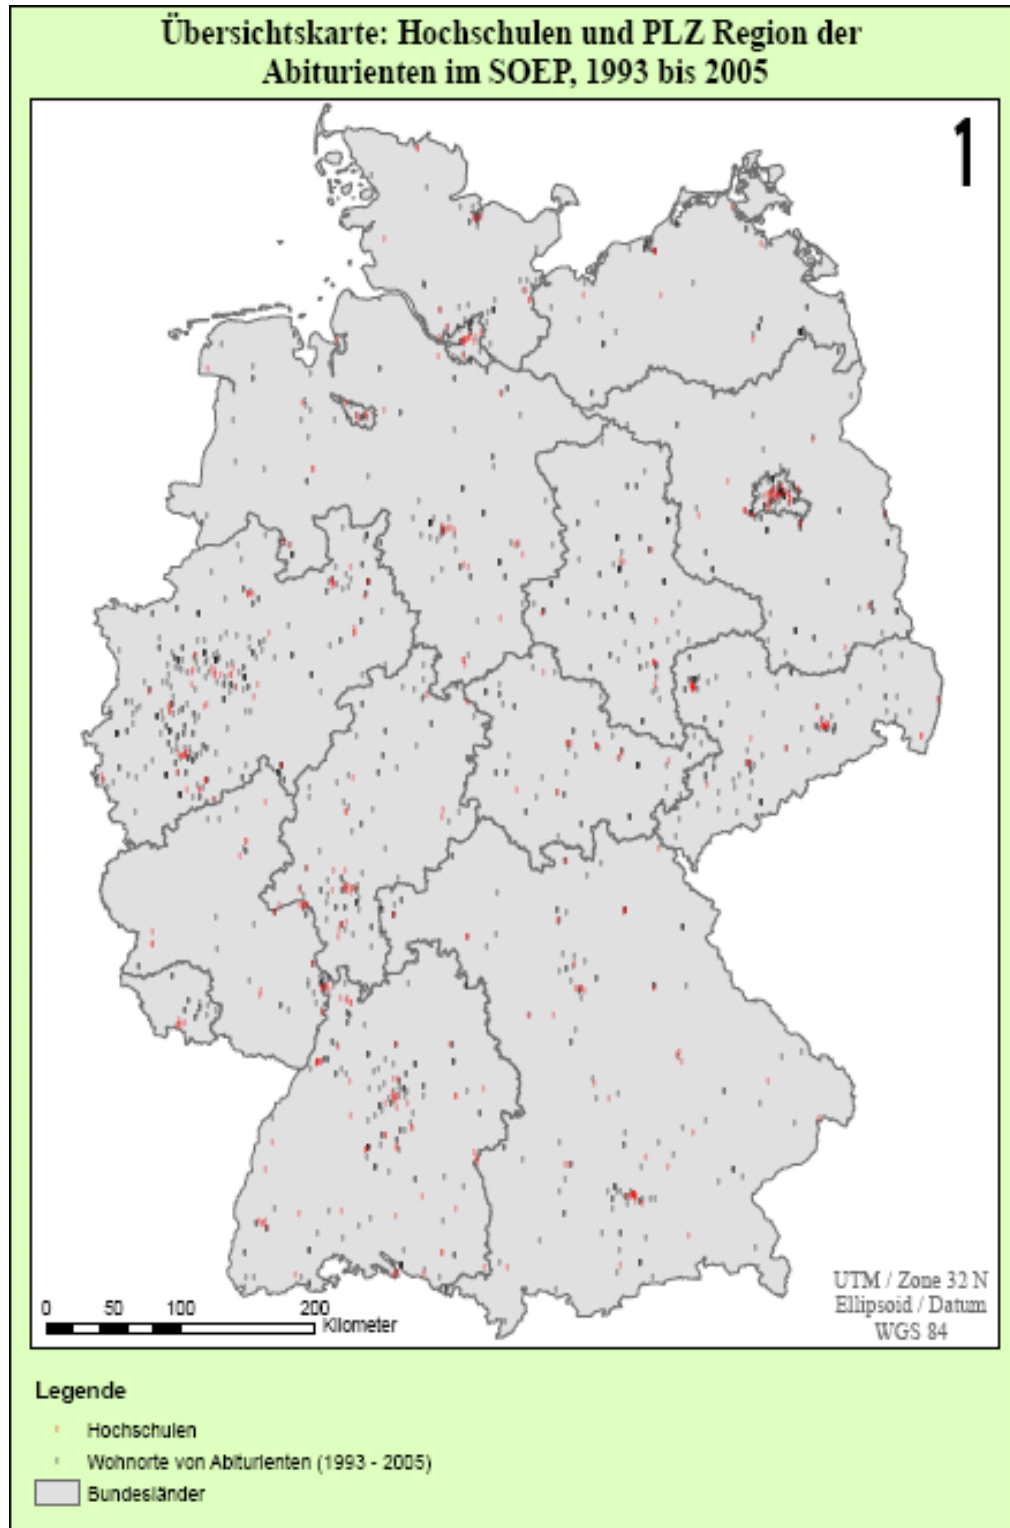 Übersichtskarte: Hochschulen und PLZ Region der
Abiturienten im SOEP, 1993 bis 2005
1
UTM / Zone 32 N
Ellipsoid / Datum
WGS 84
0 50 100 200
Kilometer
Legende
Hochschulen
Wohnorte von Abiturienten (1993 - 2005)
Bundesländer